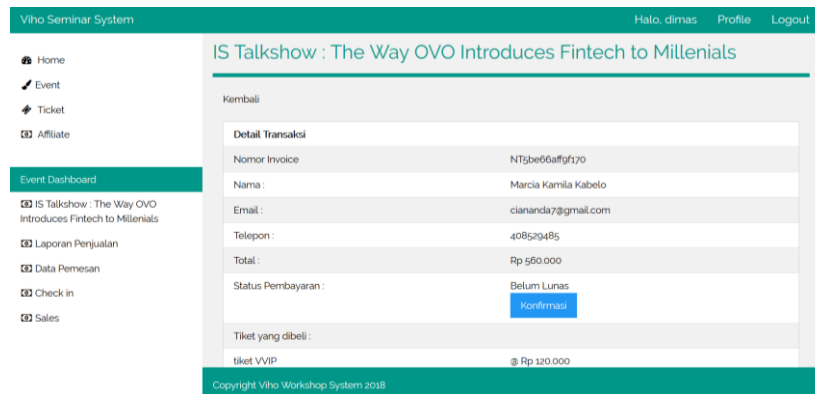 Viho Seminar System
Halo, dimas Profile Logout
Home
Event
Ticket
Affiliate
Event Dashboard
IS Talkshow : The Way OVO
Introduces Fintech to Millenials
Laporan Penjualan
Data Pemesan
Check in
Sales
IS Talkshow : The Way OVO Introduces Fintech to Millenials
Kembali
Detail Transaksi
Nomor Invoice NT5be66aff9f170
Nama : Marcia Kamila Kabelo
Email : ciananda7@gmail.com
Telepon : 408529485
Total : Rp 560.000
Status Pembayaran : Belum Lunas
Konfirmasi
Tiket yang dibeli :
tiket VVIP @ Rp 120.000
Copyright Viho Workshop System 2018